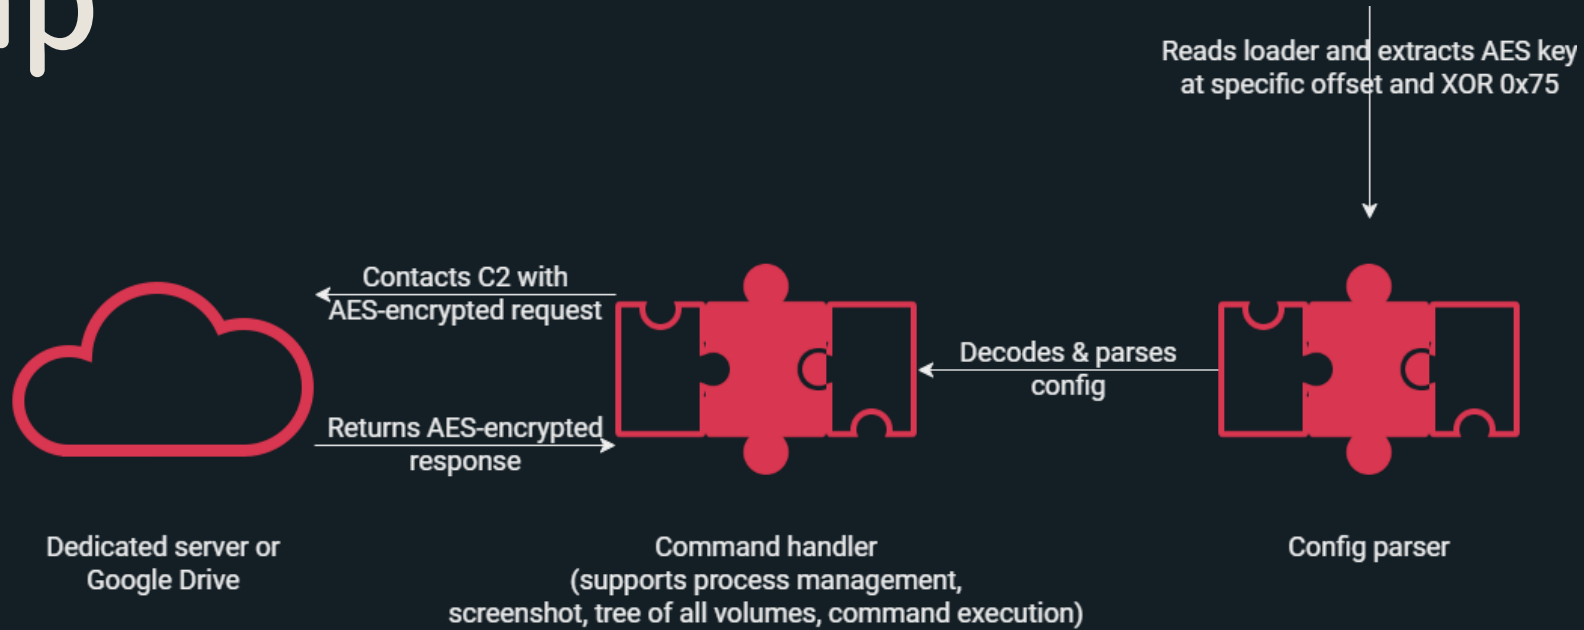 Reads loader and extracts AES key
at specific offset and XOR 0x75
Contacts C2 with
AES-encrypted request
Decodes & parses
config
Returns AES-encrypted
response
Dedicated server or
Google Drive
Command handler
(supports process management,
screenshot, tree of all volumes, command execution)
Config parser